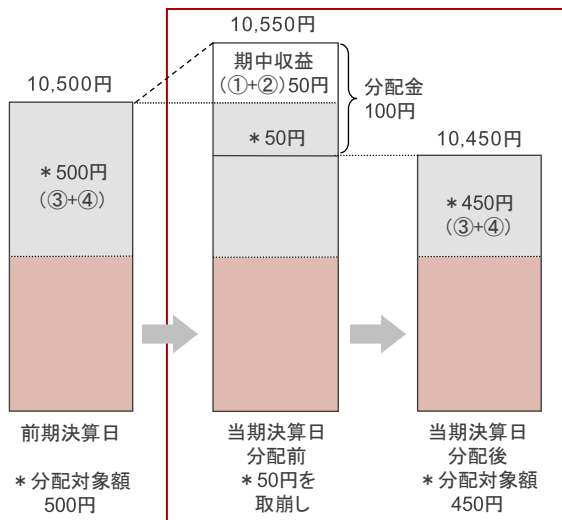 10,500円
＊500円
（③+④）
前期決算日
＊分配対象額
500円
10,550円
期中収益
（①+②）50円
＊50円
分配金
100円
当期決算日
分配前
＊50円を
取崩し
10,450円
＊450円
（③+④）
当期決算日
分配後
＊分配対象額
450円